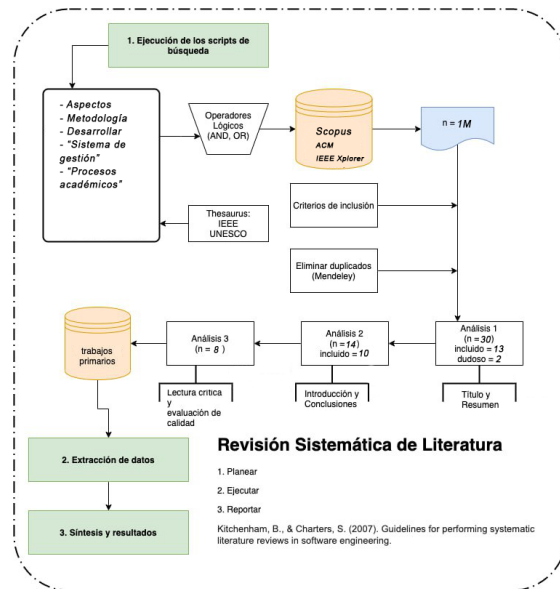 1. Ejecución de los scripts de
búsqueda
- Aspectos
- Metodología
- Desarrollar
- "Sistema de
gestión"
- "Procesos
académicos"
Operadores
Lógicos
(AND, OR)
Scopus
ACM
IEEE Xplorer
n = 1M
Thesaurus:
IEEE
UNESCO
Criterios de inclusión
Eliminar duplicados
(Mendeley)
Análisis 1
(n = 30)
incluido = 13
dudoso = 2
Título y
Resumen
Análisis 2
(n = 14)
incluido = 10
Introducción y
Conclusiones
Análisis 3
(n = 8 )
Lectura critica
y
evaluación de
calidad
trabajos
primarios
2. Extracción de datos
3. Síntesis y resultados
Revisión Sistemática de Literatura
1. Planear
2. Ejecutar
3. Reportar
Kitchenham, B., & Charters, S. (2007). Guidelines for performing systematic
literature reviews in software engineering.